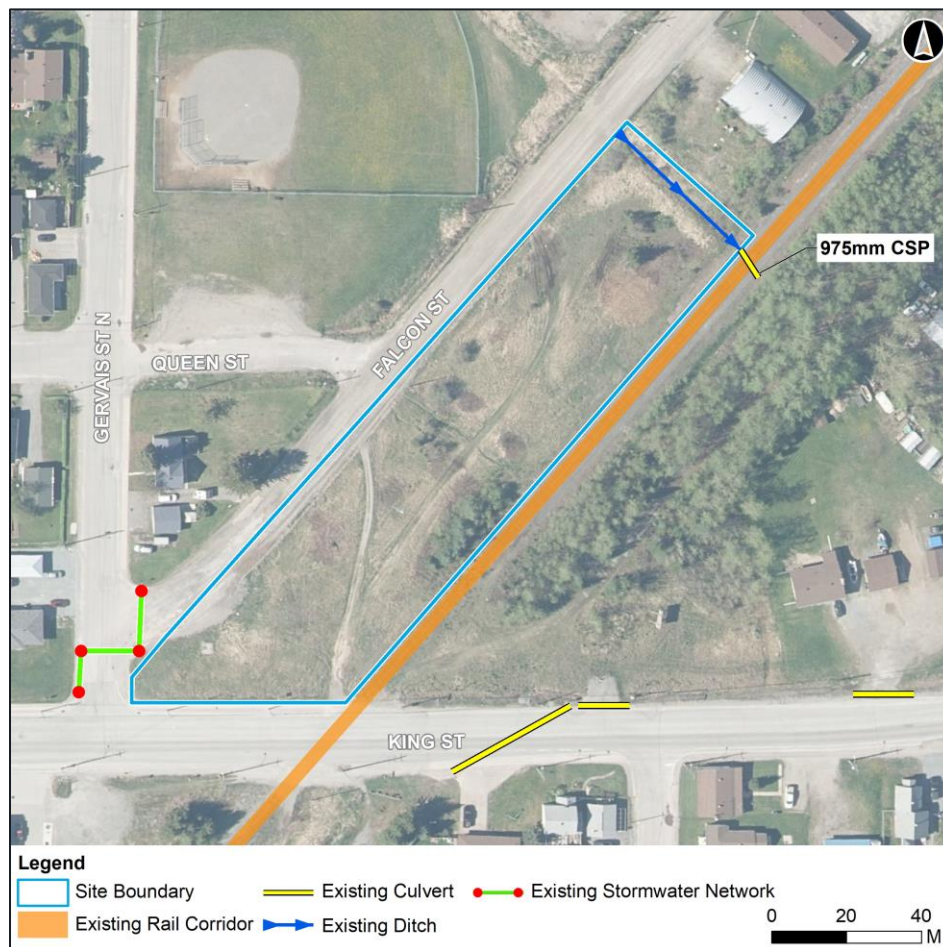 975mm CSP
FALCON ST
GERVAIS ST N
QUEEN ST
KING ST
Legend
Site Boundary
Existing Culvert
Existing Stormwater Network
Existing Rail Corridor
Existing Ditch
0 20 40
M